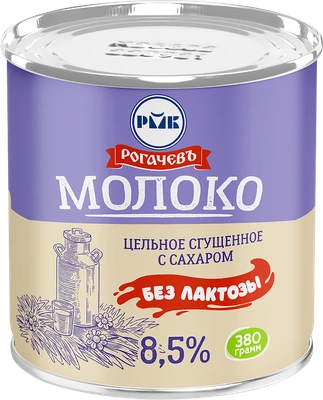 РМК
РОГАЧЕВЪ
МОЛОКО
ЦЕЛЬНОЕ СГУЩЕННОЕ
С САХАРОМ
БЕЗ ЛАКТОЗЫ
380
ГРАММ
8,5%